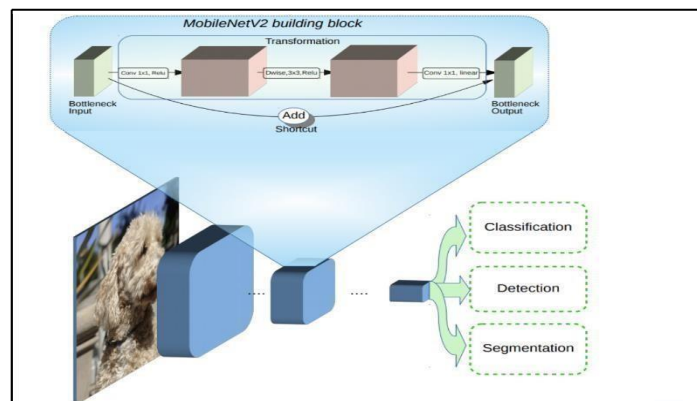 MobileNetV2 building block
Transformation
Conv 1x1, Relu
Dwise,3x3,Relu
Conv 1x1, linear
Bottleneck
Input
Add
Shortcut
Bottleneck
Output
Classification
Detection
Segmentation